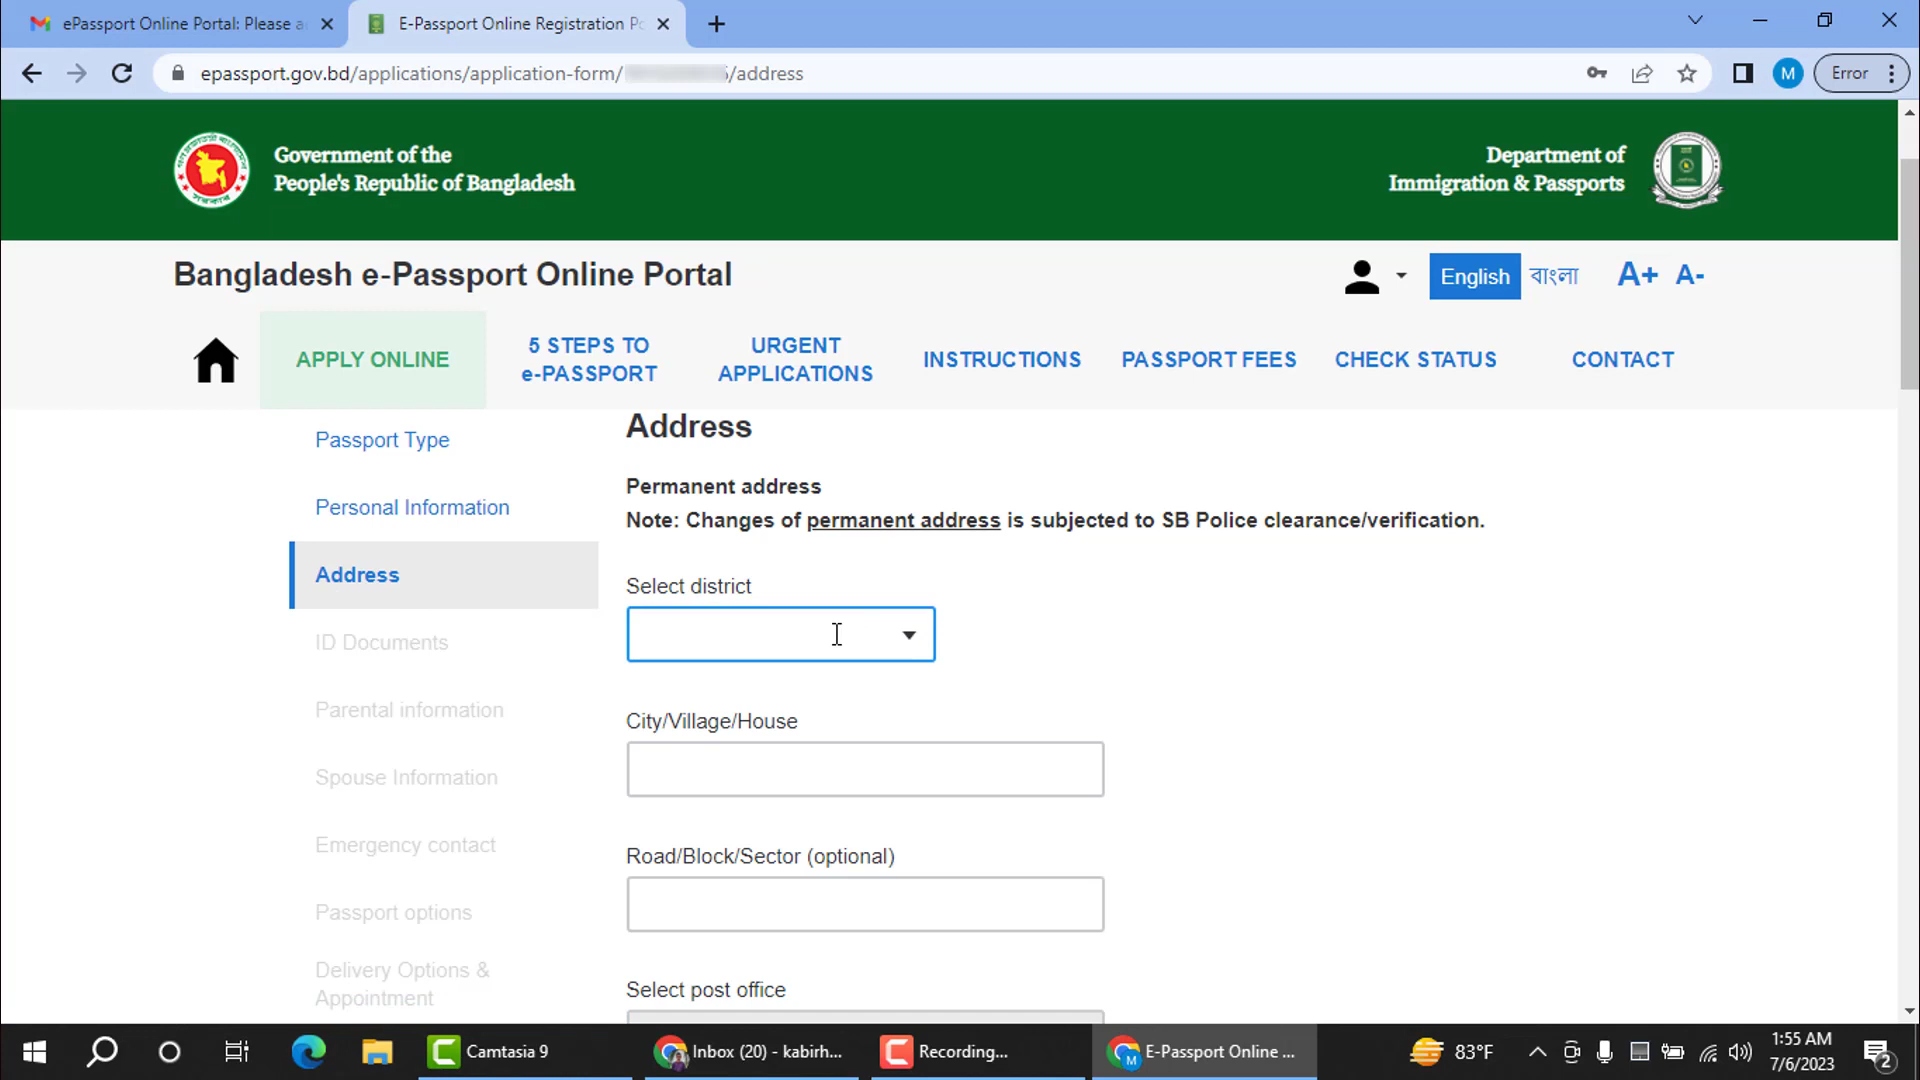 ePassport Online Portal: Please a
E-Passport Online Registration Po
epassport.gov.bd/applications/application-form/ /address
M
Error
Government of the
People's Republic of Bangladesh
Department of
Immigration & Passports
Bangladesh e-Passport Online Portal
English
বাংলা
A+ A-
APPLY ONLINE
5 STEPS TO
e-PASSPORT
URGENT
APPLICATIONS
INSTRUCTIONS
PASSPORT FEES
CHECK STATUS
CONTACT
Passport Type
Personal Information
Address
ID Documents
Parental information
Spouse Information
Emergency contact
Passport options
Delivery Options &
Appointment
Address
Permanent address
Note: Changes of permanent address is subjected to SB Police clearance/verification.
Select district
City/Village/House
Road/Block/Sector (optional)
Select post office
Camtasia 9
Inbox (20) - kabirh...
Recording...
M
E-Passport Online ...
83°F
1:55 AM
7/6/2023
2